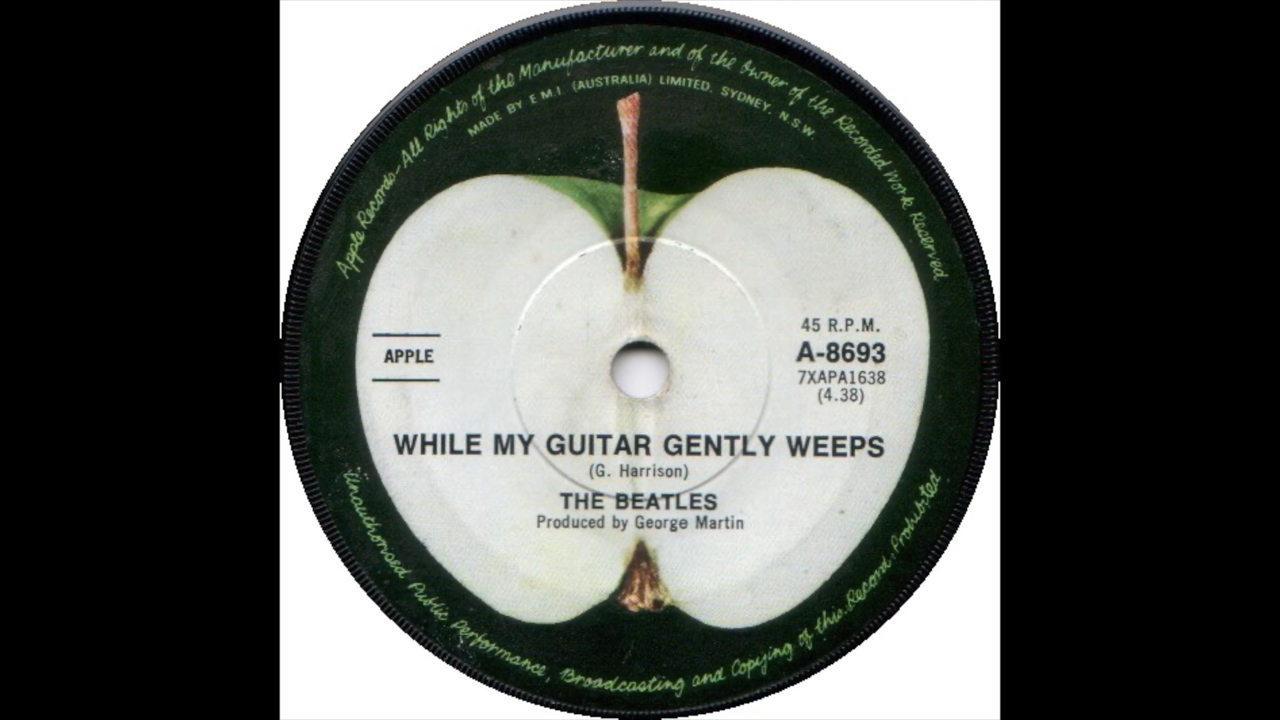 Apple Records-All Rights of the Manufacturer and of the Owner of the Recorded Work Reserved
MADE BY E.M.I. (AUSTRALIA) LIMITED. SYDNEY. N.S.W.
APPLE
45 R.P.M.
A-8693
7XAPA1638
(4.38)
WHILE MY GUITAR GENTLY WEEPS
(G. Harrison)
THE BEATLES
Produced by George Martin
Unauthorised Public Performance, Broadcasting and Copying of this Record Prohibited